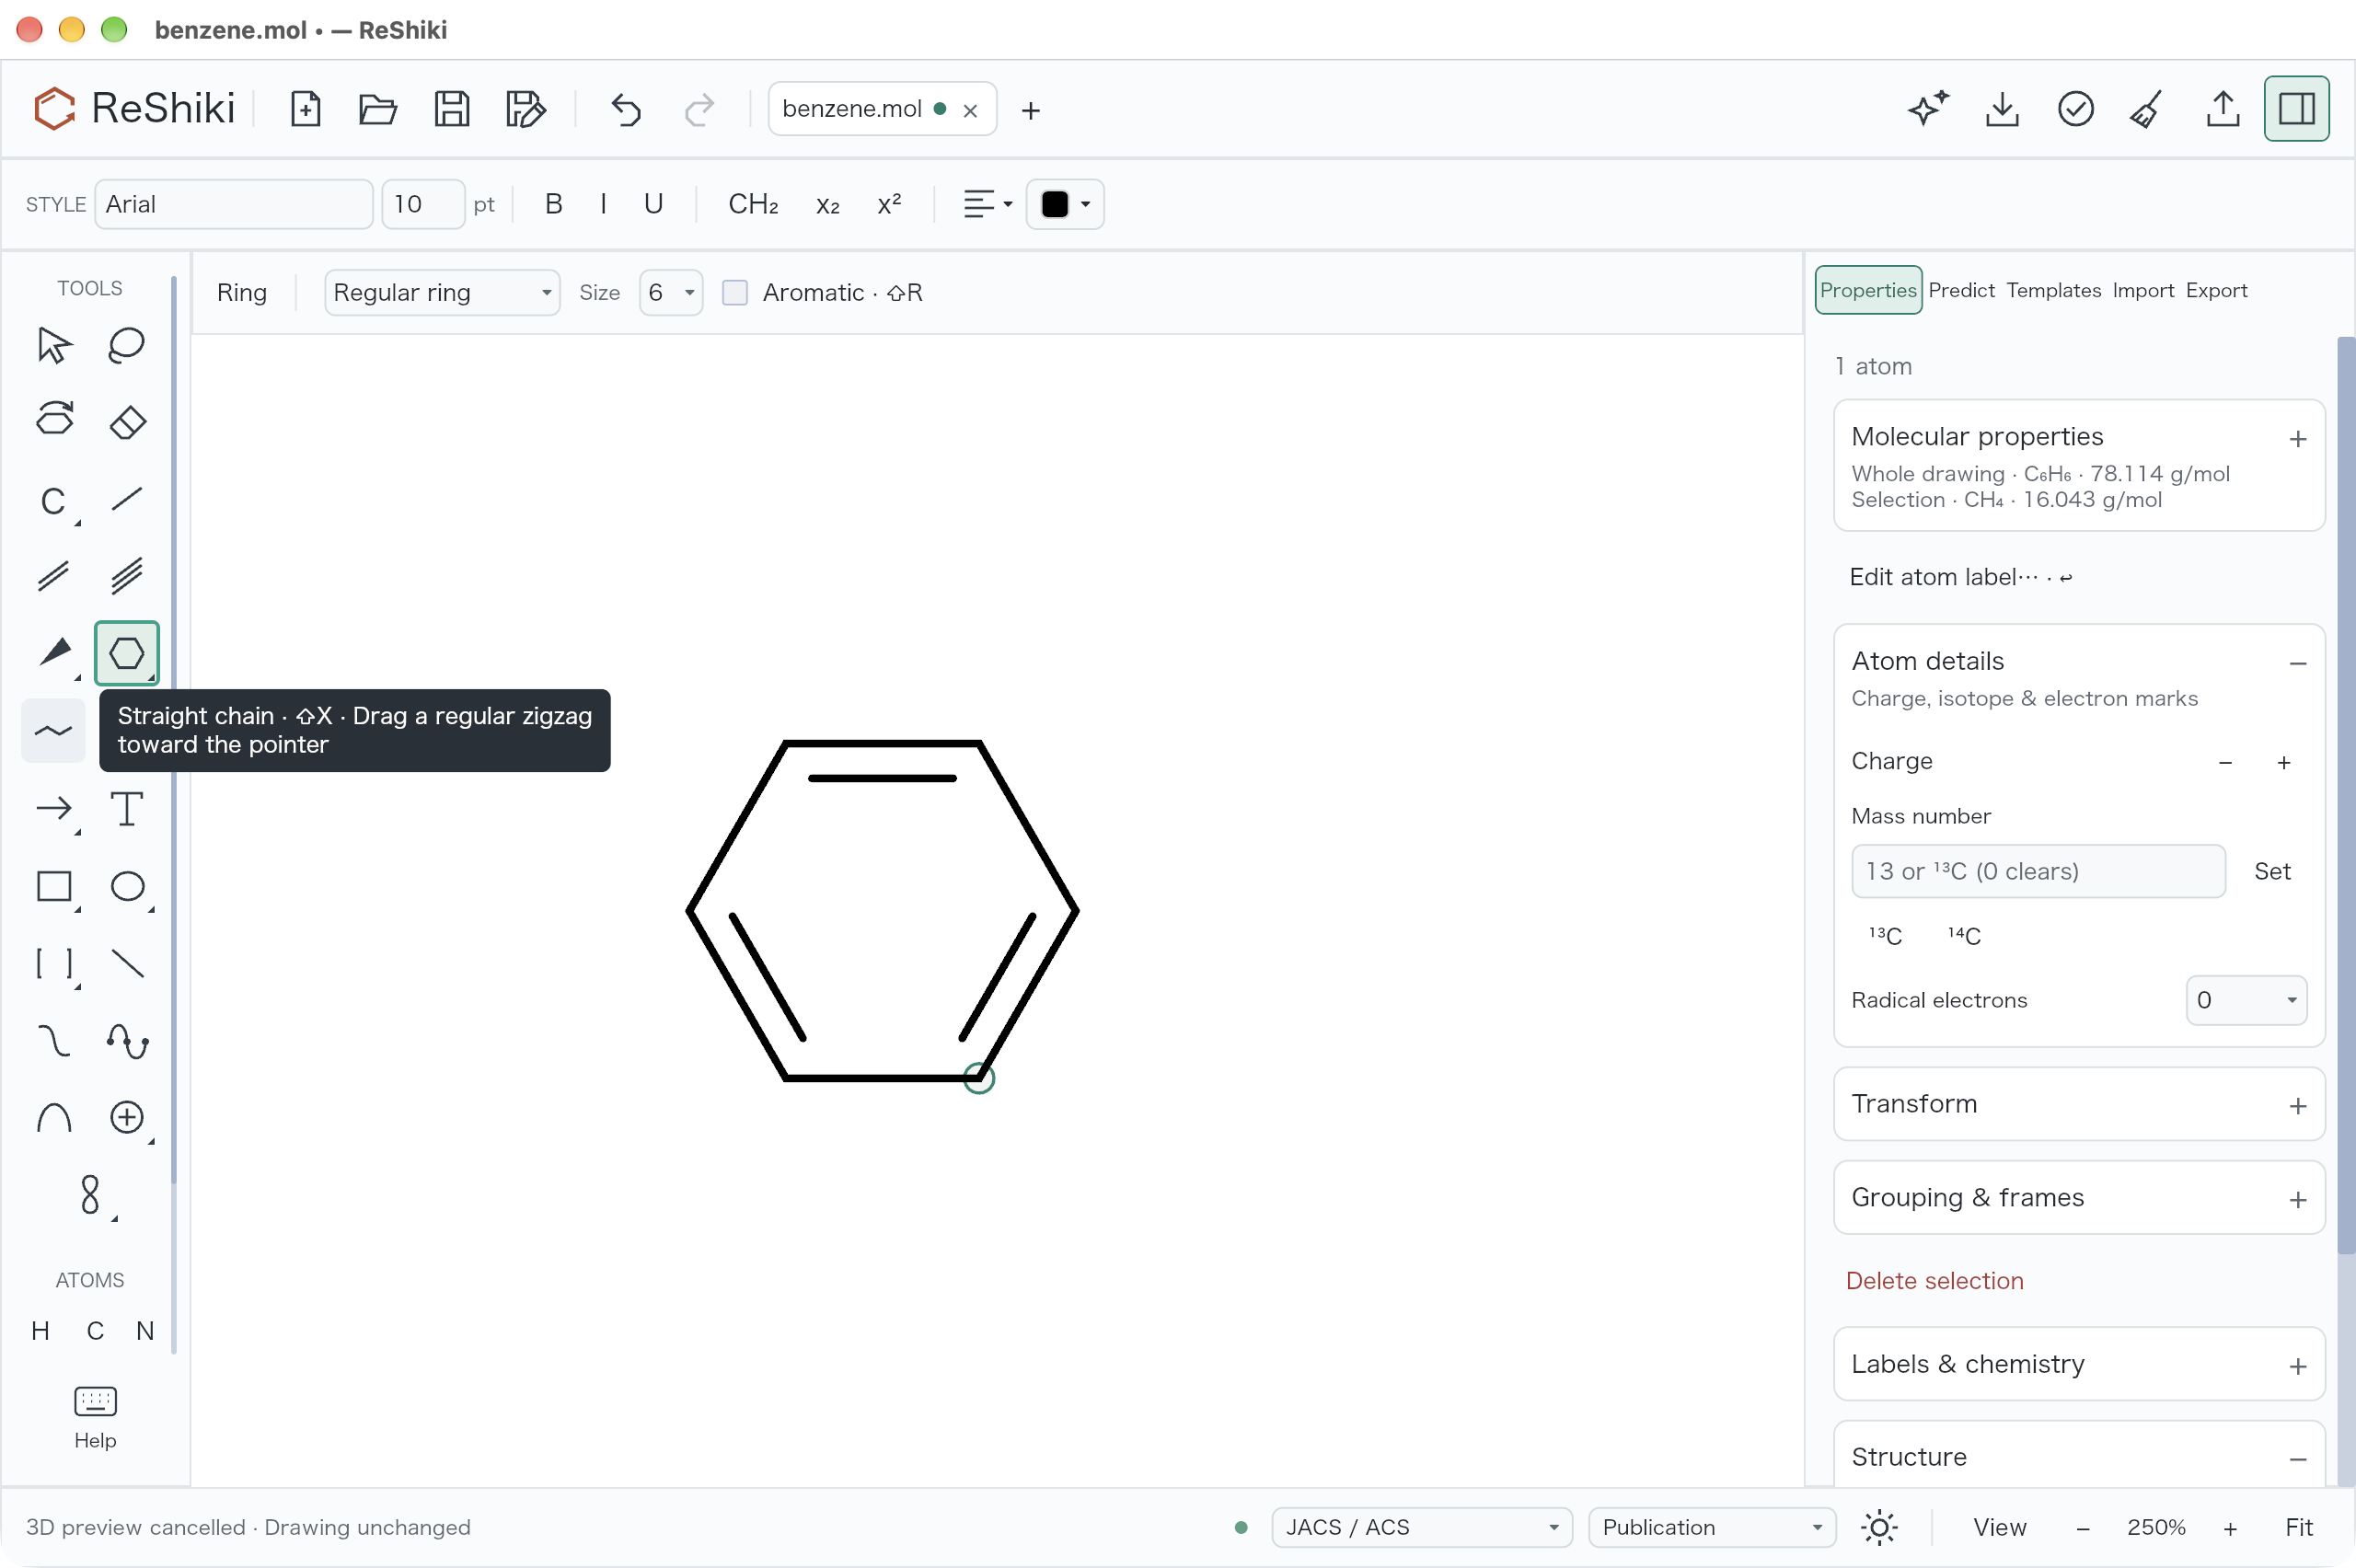 benzene.mol • — ReShiki
ReShiki
benzene.mol ● × +
STYLE Arial 10 pt B I U CH₂ x₂ x²
TOOLS
Ring Regular ring Size 6 Aromatic · ⇧R
Properties Predict Templates Import Export
1 atom
Molecular properties +
Whole drawing · C₆H₆ · 78.114 g/mol
Selection · CH₄ · 16.043 g/mol
Edit atom label··· · ↩
Atom details −
Charge, isotope & electron marks
Charge − +
Mass number
13 or ¹³C (0 clears) Set
¹³C ¹⁴C
Radical electrons 0
Transform +
Grouping & frames +
Delete selection
Labels & chemistry +
Structure −
C
Straight chain · ⇧X · Drag a regular zigzag
toward the pointer
T
[ ]
ATOMS
H C N
Help
3D preview cancelled · Drawing unchanged
JACS / ACS Publication View − 250% + Fit